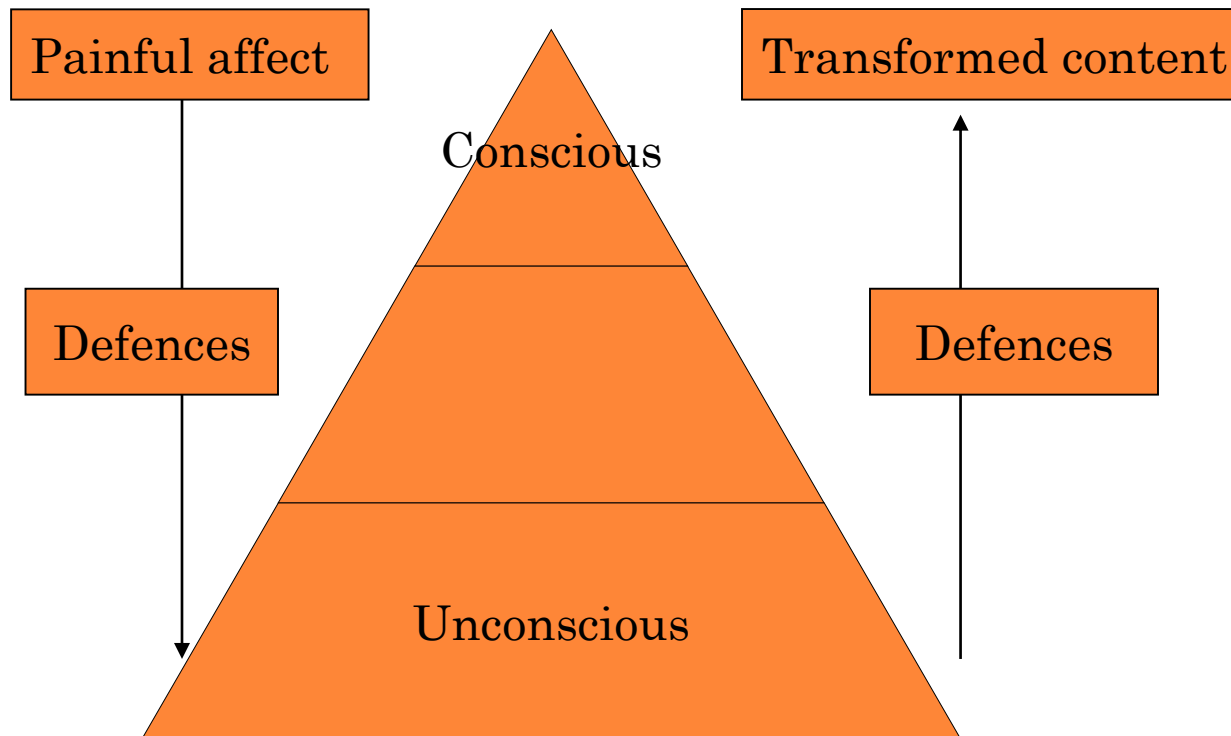 Painful affect
Transformed content
Conscious
Defences
Defences
Unconscious